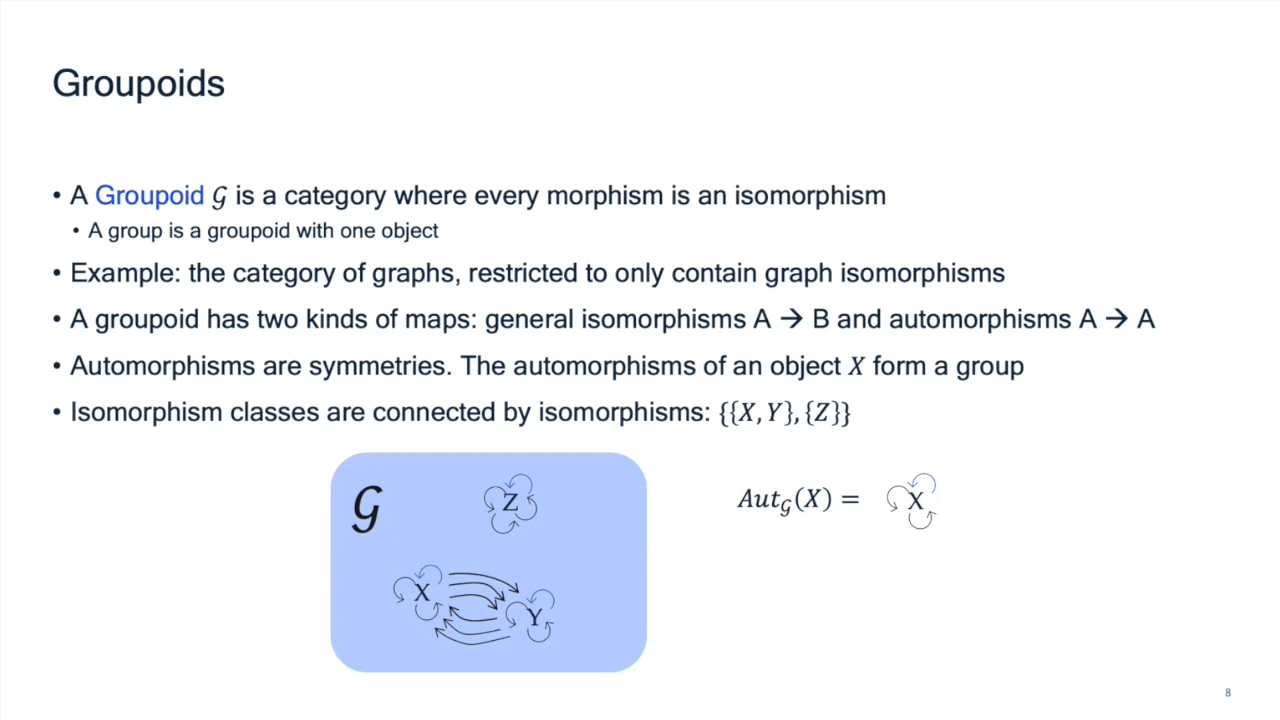 Groupoids
• A Groupoid 𝒢 is a category where every morphism is an isomorphism
• A group is a groupoid with one object
• Example: the category of graphs, restricted to only contain graph isomorphisms
• A groupoid has two kinds of maps: general isomorphisms A → B and automorphisms A → A
• Automorphisms are symmetries. The automorphisms of an object 𝑋 form a group
• Isomorphism classes are connected by isomorphisms: {{𝑋, 𝑌}, {𝑍}}
𝒢
Z
X
Y
𝐴𝑢𝑡𝒢(𝑋) =
X
8